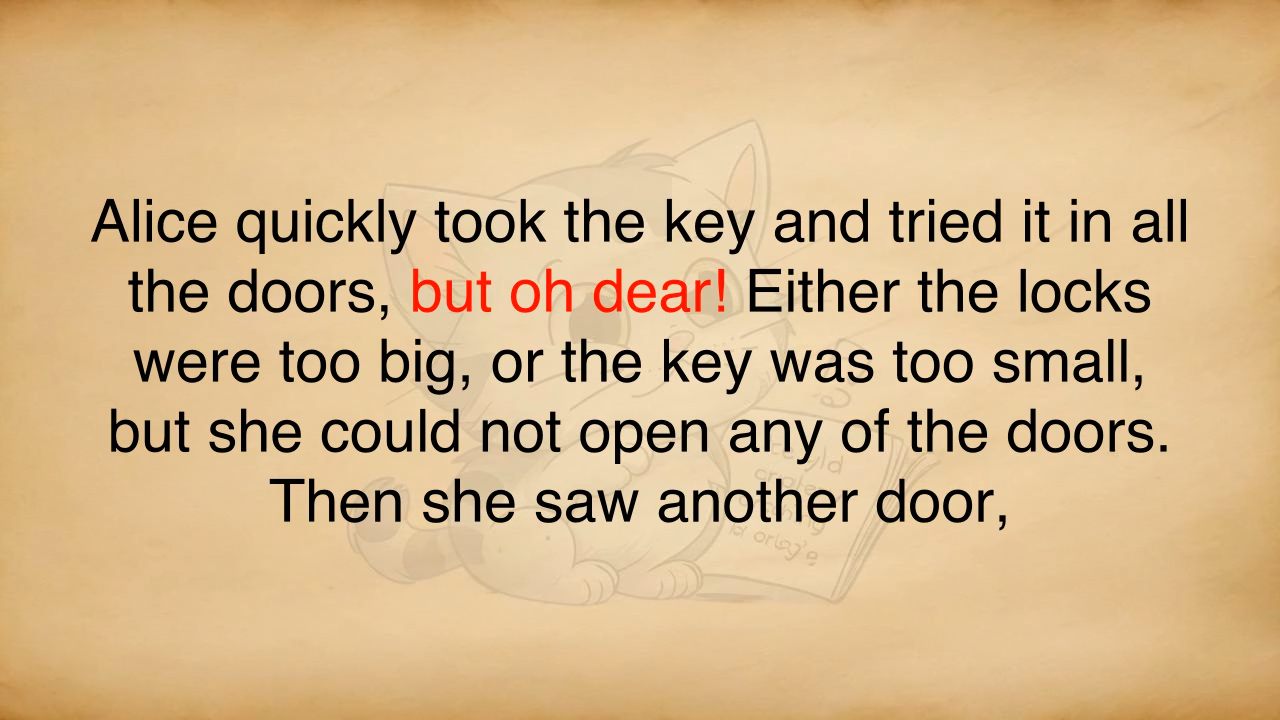 Alice quickly took the key and tried it in all
the doors, but oh dear! Either the locks
were too big, or the key was too small,
but she could not open any of the doors.
Then she saw another door,